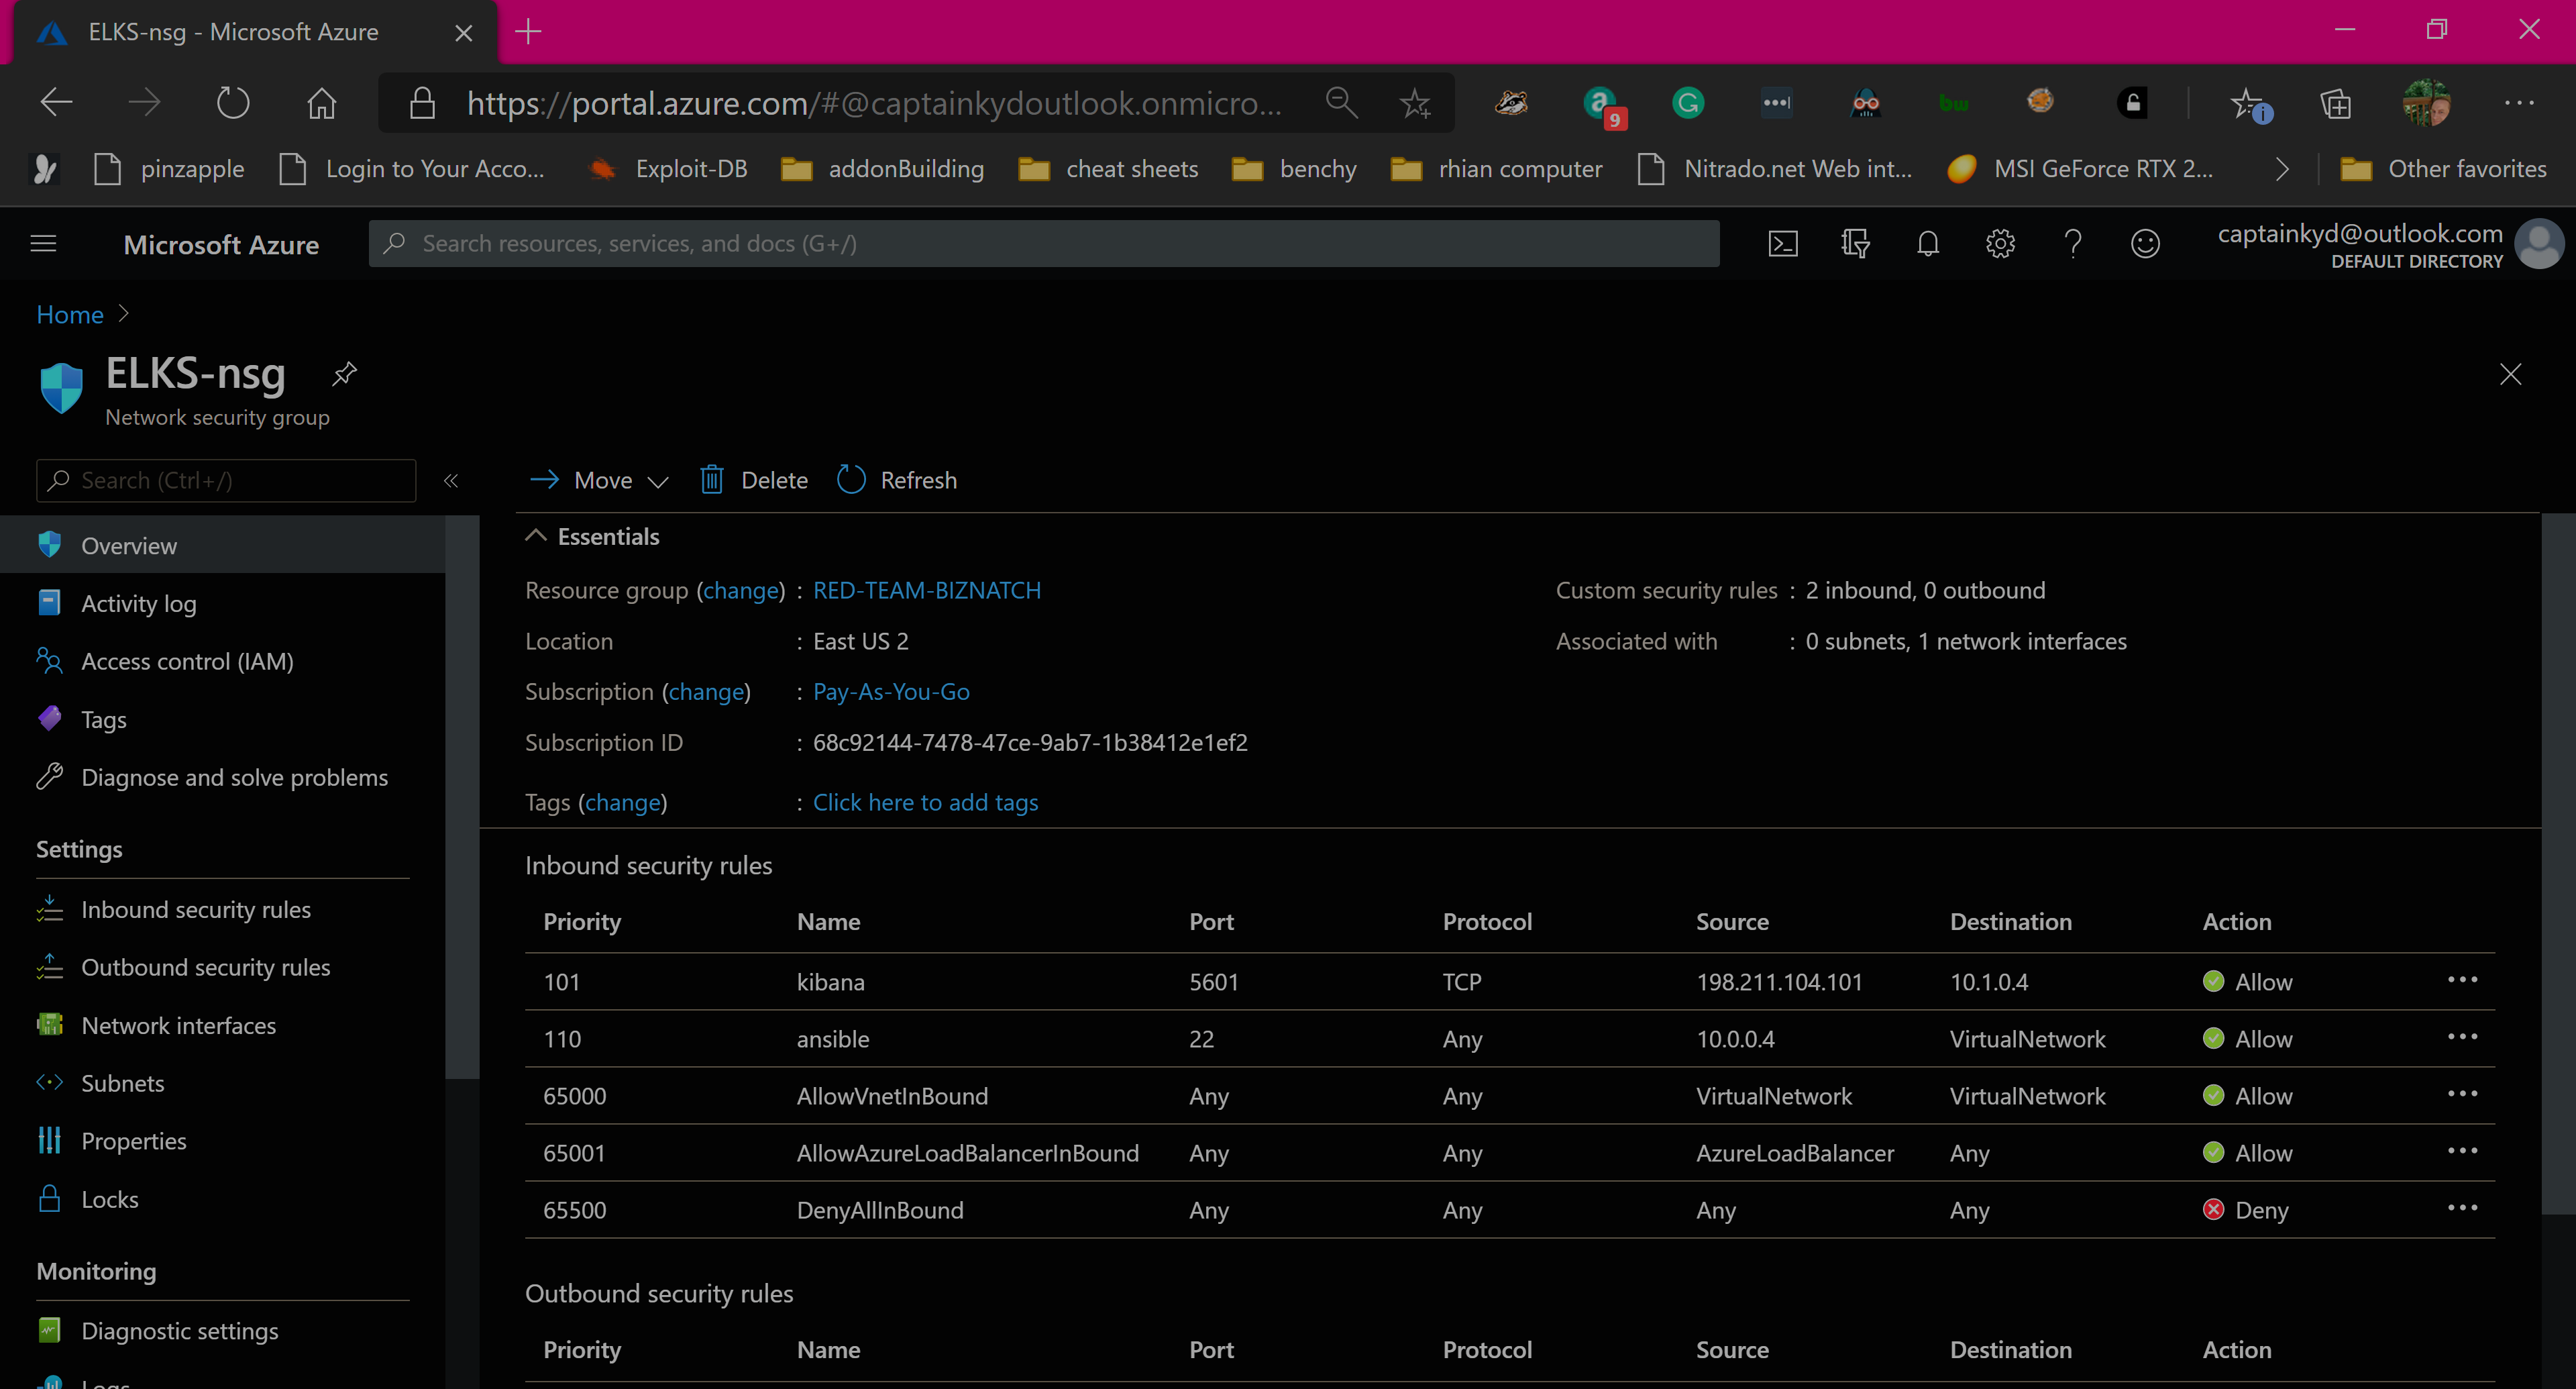 ELKS-nsg - Microsoft Azure
https://portal.azure.com/#@captainkydoutlook.onmicro...
9
bw
pinzapple
Login to Your Acco...
Exploit-DB
addonBuilding
cheat sheets
benchy
rhian computer
Nitrado.net Web int...
MSI GeForce RTX 2...
Other favorites
Microsoft Azure
Search resources, services, and docs (G+/)
captainkyd@outlook.com
DEFAULT DIRECTORY
Home
ELKS-nsg
Network security group
Search (Ctrl+/)
Move
Delete
Refresh
Overview
Activity log
Access control (IAM)
Tags
Diagnose and solve problems
Settings
Inbound security rules
Outbound security rules
Network interfaces
Subnets
Properties
Locks
Monitoring
Diagnostic settings
Logs
Essentials
Resource group (change) : RED-TEAM-BIZNATCH
Location : East US 2
Subscription (change) : Pay-As-You-Go
Subscription ID : 68c92144-7478-47ce-9ab7-1b38412e1ef2
Tags (change) : Click here to add tags
Custom security rules : 2 inbound, 0 outbound
Associated with : 0 subnets, 1 network interfaces
Inbound security rules
Priority Name Port Protocol Source Destination Action
101 kibana 5601 TCP 198.211.104.101 10.1.0.4 Allow
110 ansible 22 Any 10.0.0.4 VirtualNetwork Allow
65000 AllowVnetInBound Any Any VirtualNetwork VirtualNetwork Allow
65001 AllowAzureLoadBalancerInBound Any Any AzureLoadBalancer Any Allow
65500 DenyAllInBound Any Any Any Any Deny
Outbound security rules
Priority Name Port Protocol Source Destination Action